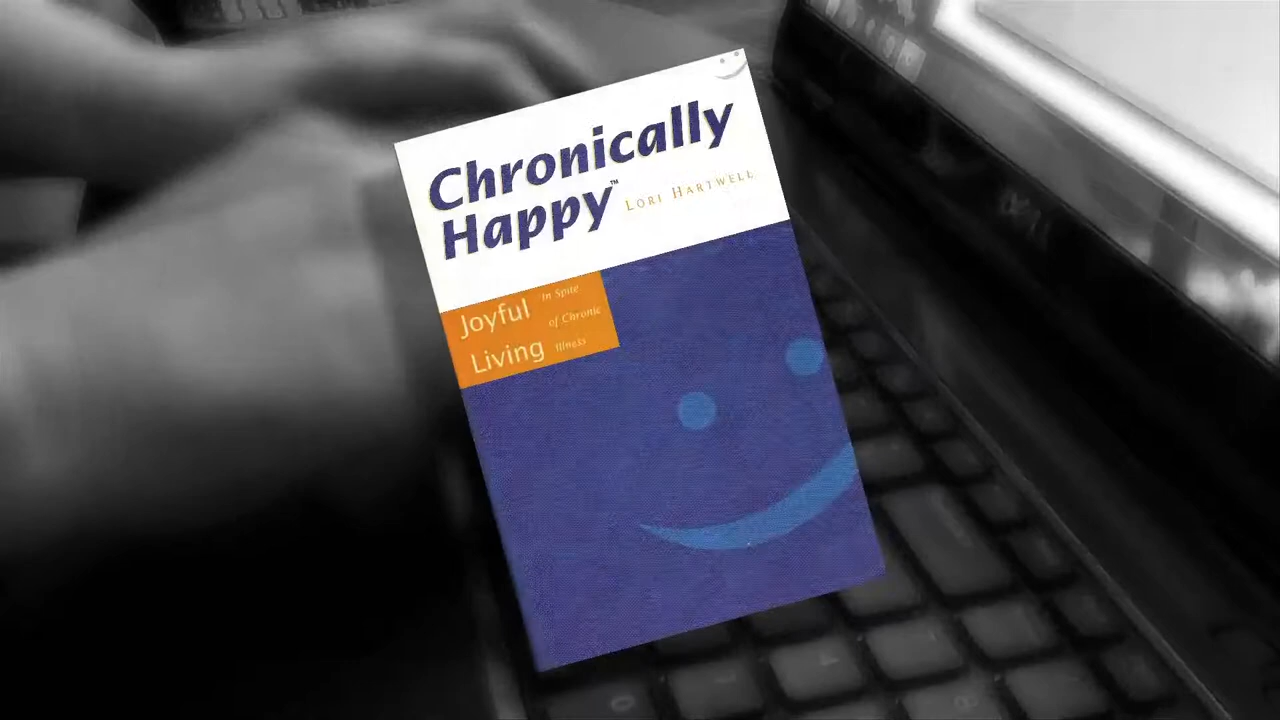 Chronically
Happy™ LORI HARTWELL
Joyful In Spite
of Chronic
Living Illness